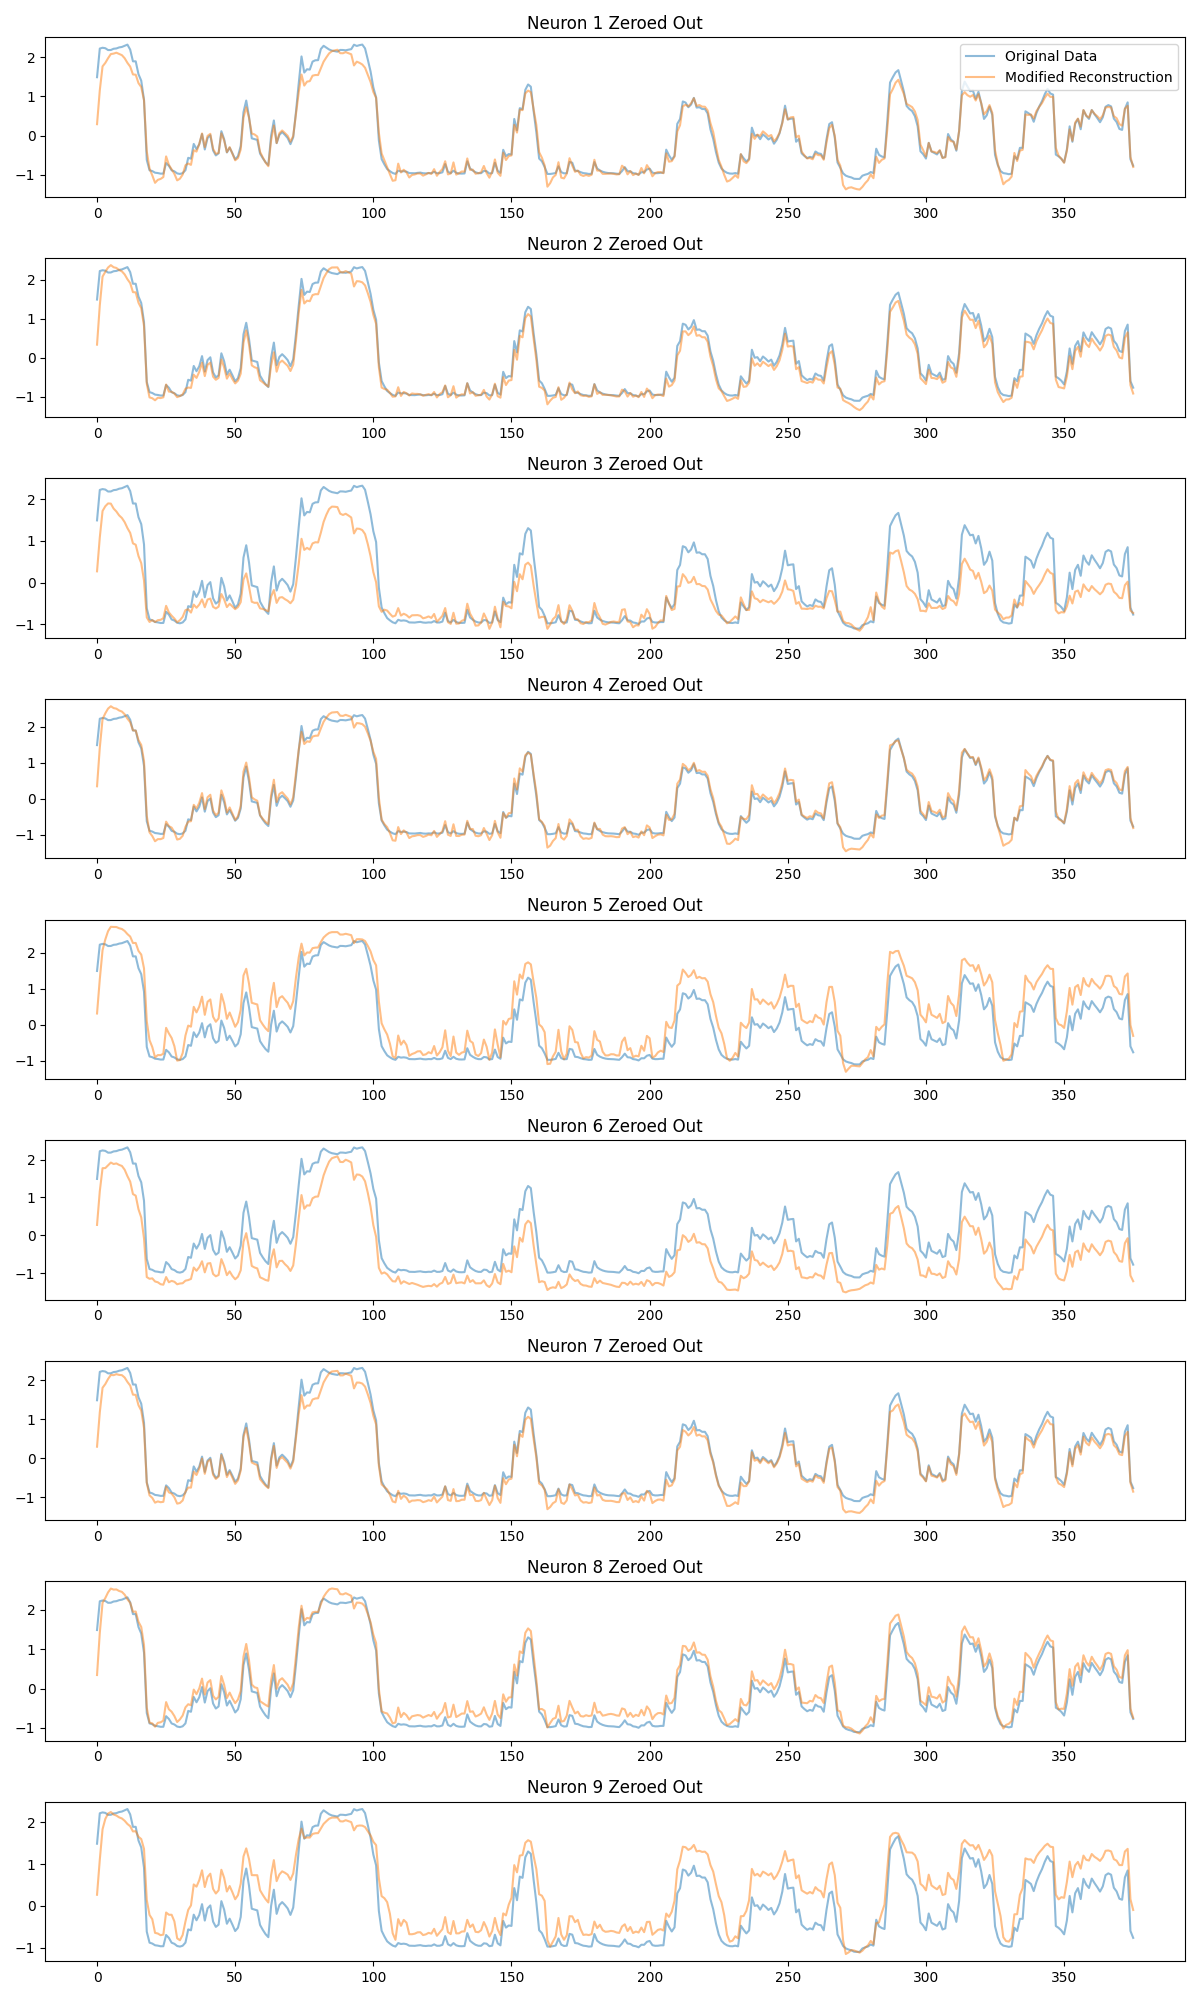 Neuron 1 Zeroed Out
Original Data
Modified Reconstruction
2
1
0
−1
0 50 100 150 200 250 300 350
Neuron 2 Zeroed Out
2
1
0
−1
0 50 100 150 200 250 300 350
Neuron 3 Zeroed Out
2
1
0
−1
0 50 100 150 200 250 300 350
Neuron 4 Zeroed Out
2
1
0
−1
0 50 100 150 200 250 300 350
Neuron 5 Zeroed Out
2
1
0
−1
0 50 100 150 200 250 300 350
Neuron 6 Zeroed Out
2
1
0
−1
0 50 100 150 200 250 300 350
Neuron 7 Zeroed Out
2
1
0
−1
0 50 100 150 200 250 300 350
Neuron 8 Zeroed Out
2
1
0
−1
0 50 100 150 200 250 300 350
Neuron 9 Zeroed Out
2
1
0
−1
0 50 100 150 200 250 300 350